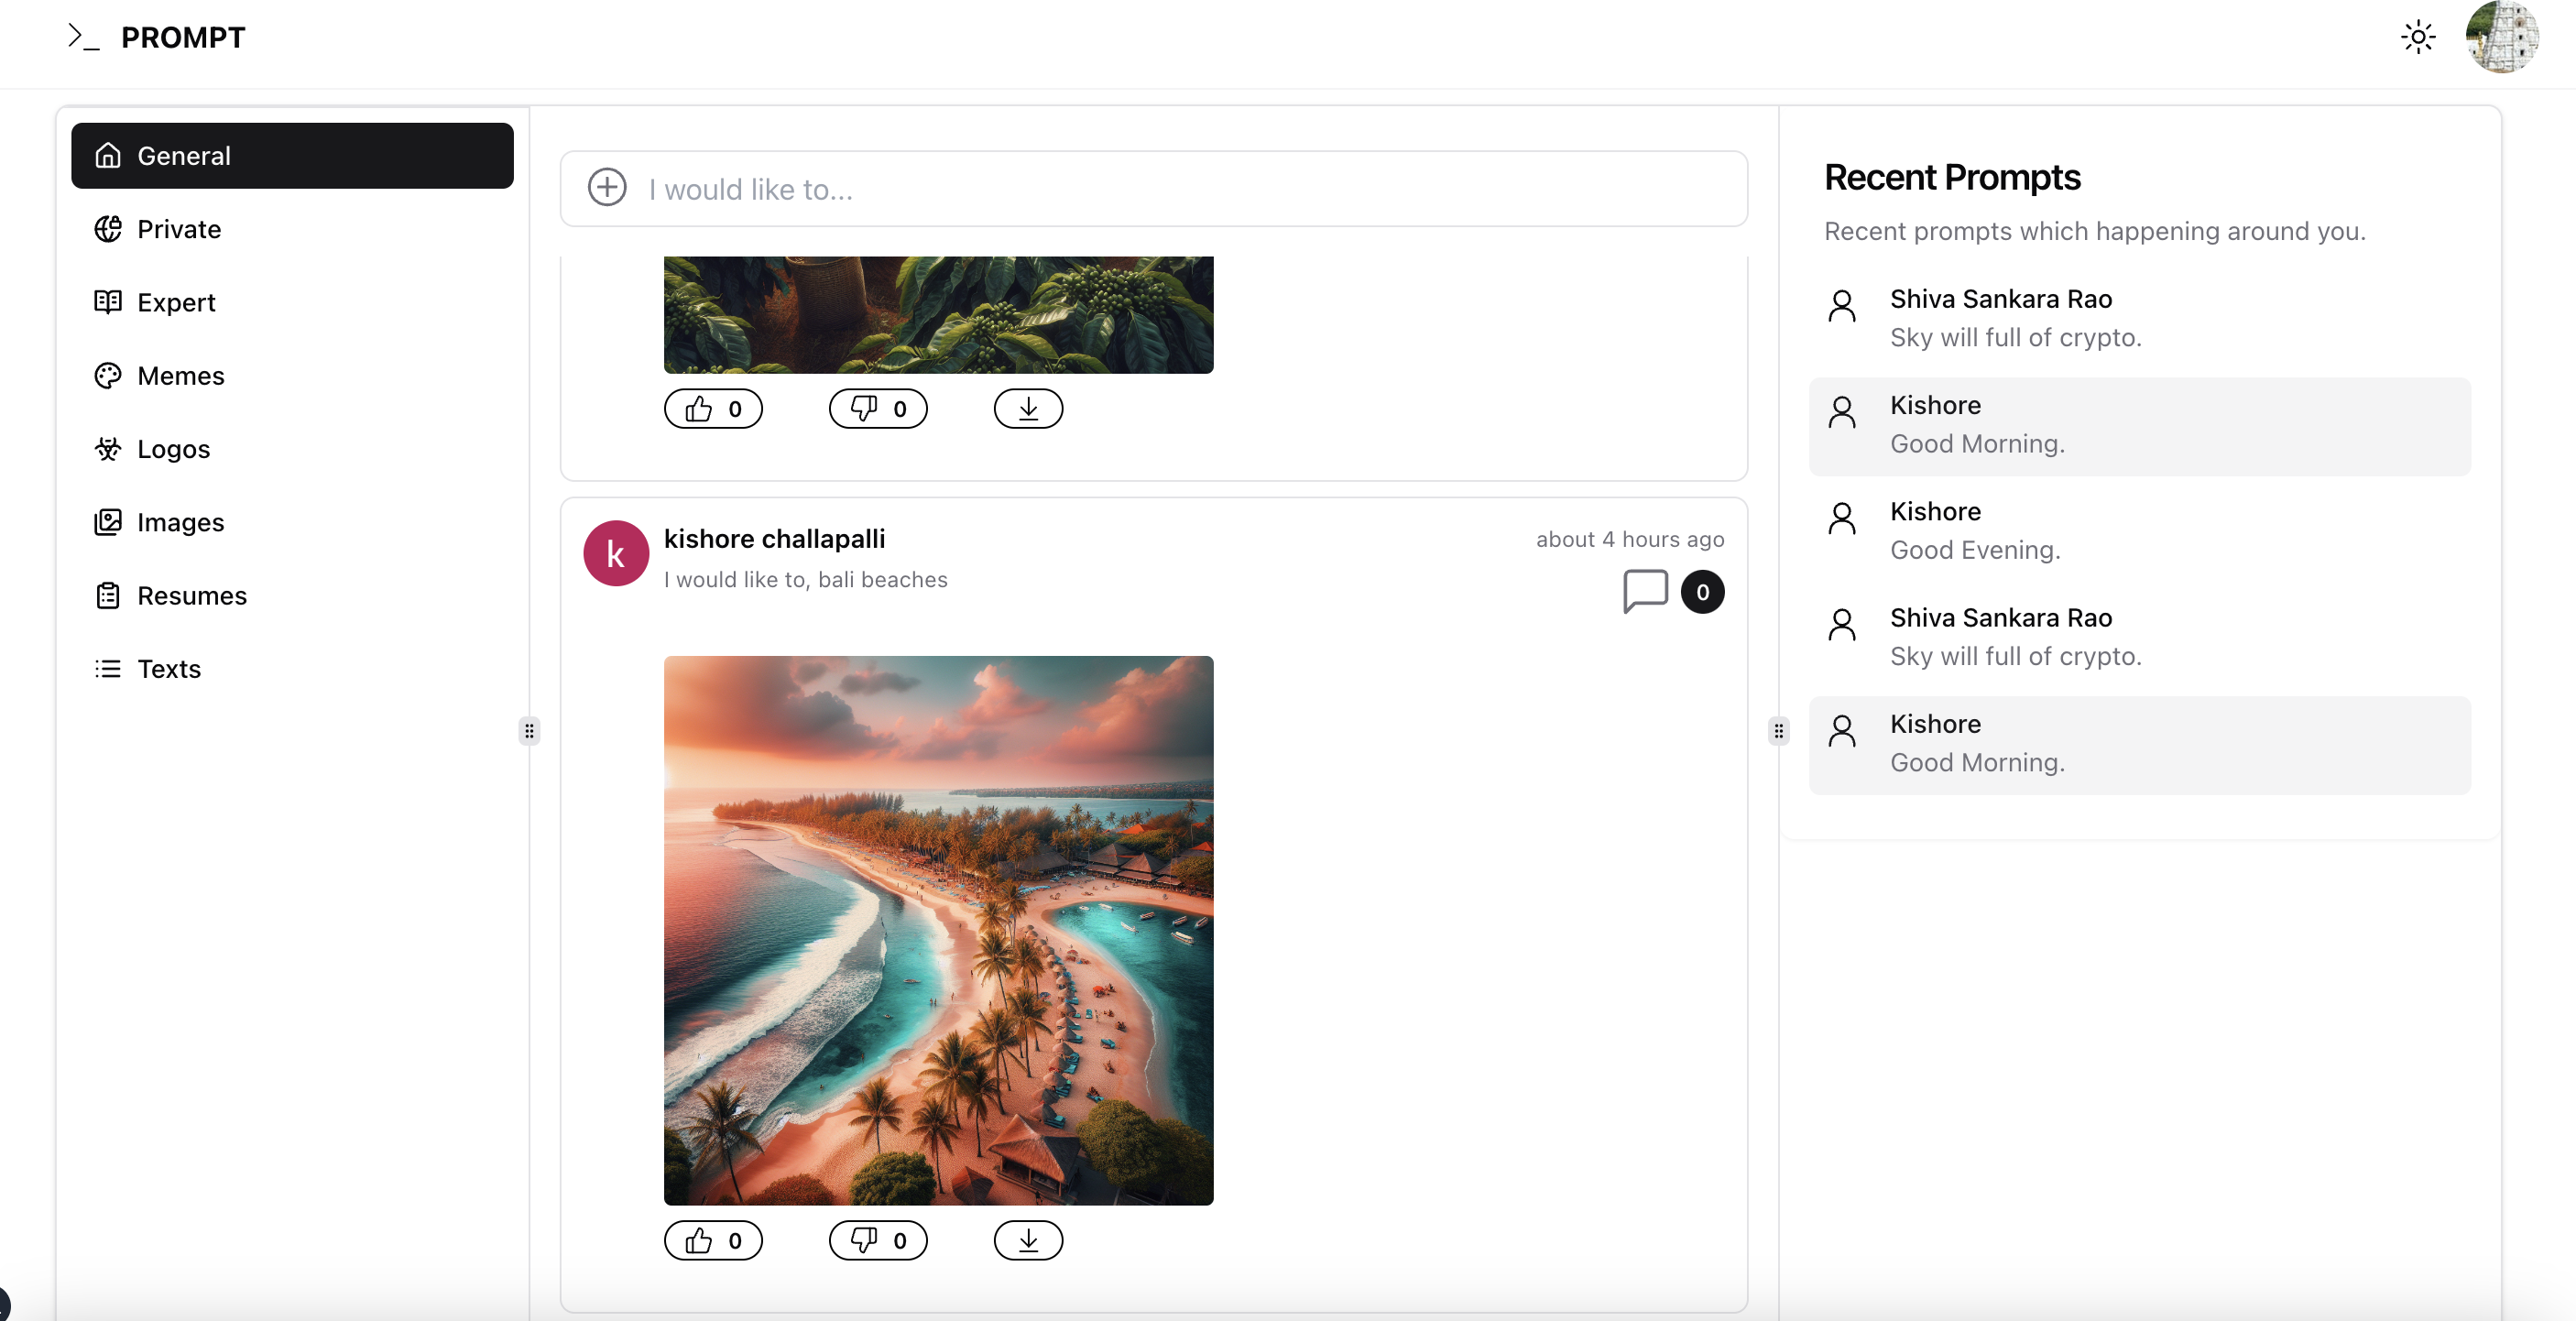 PROMPT
General
Private
Expert
Memes
Logos
Images
Resumes
Texts
I would like to...
0
0
k
kishore challapalli
about 4 hours ago
I would like to, bali beaches
0
0
0
Recent Prompts
Recent prompts which happening around you.
Shiva Sankara Rao
Sky will full of crypto.
Kishore
Good Morning.
Kishore
Good Evening.
Shiva Sankara Rao
Sky will full of crypto.
Kishore
Good Morning.